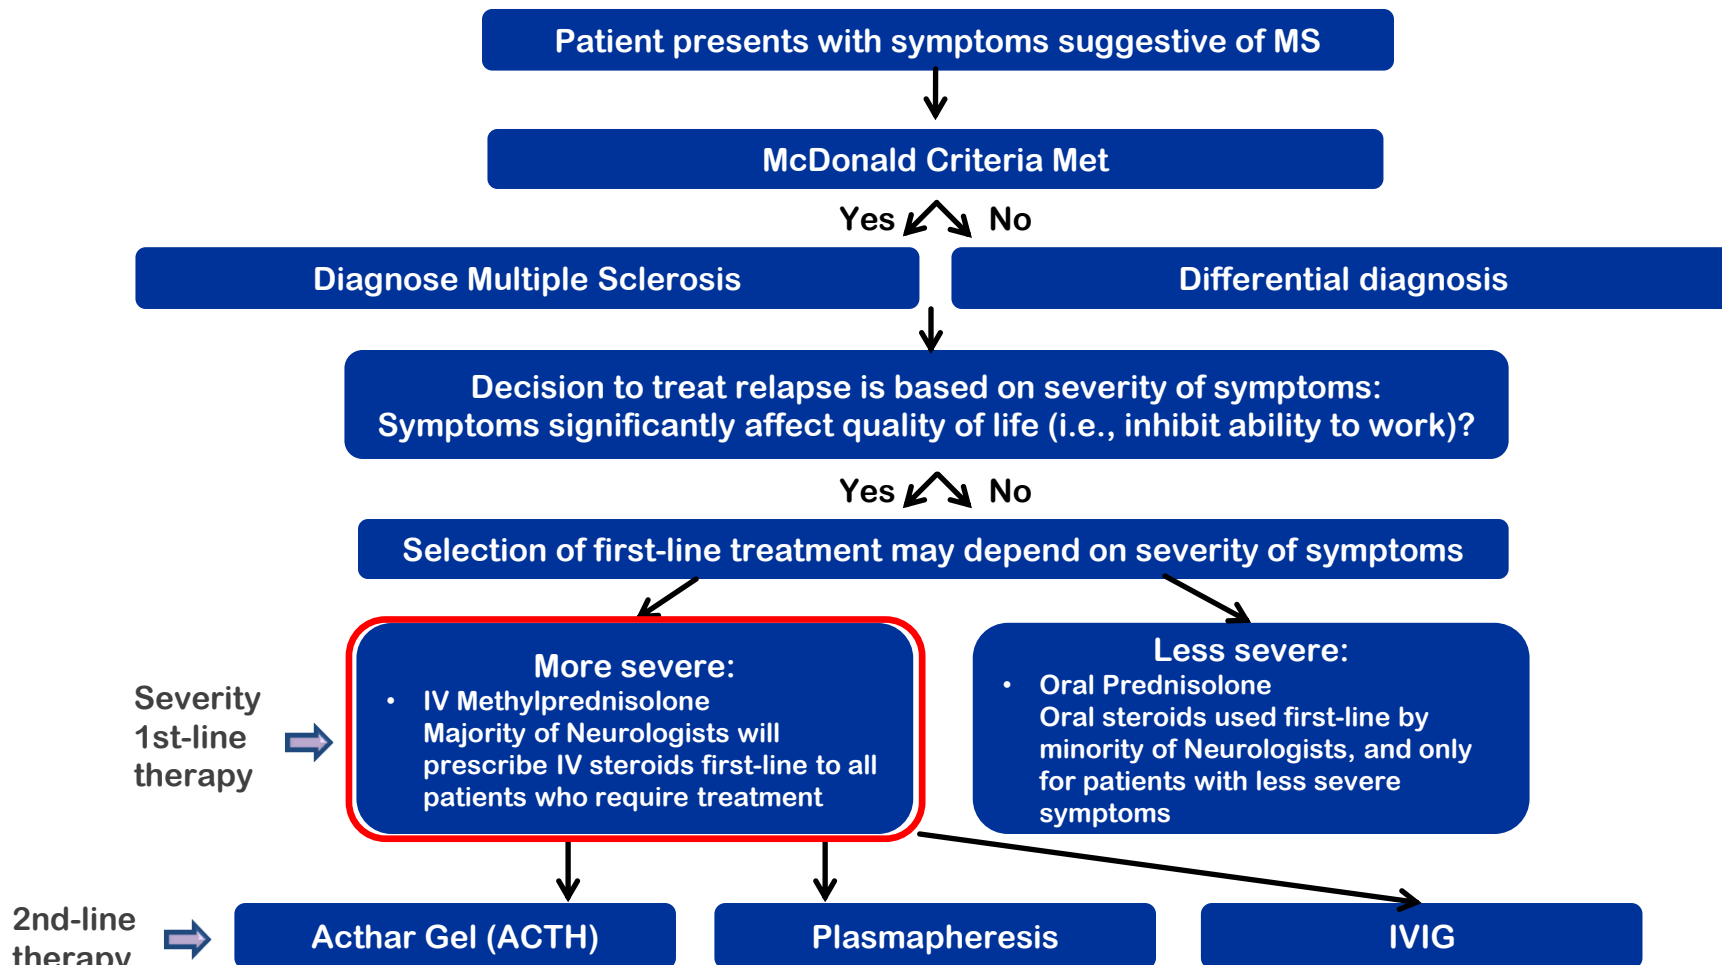 Patient presents with symptoms suggestive of MS
McDonald Criteria Met
Yes
No
Diagnose Multiple Sclerosis
Differential diagnosis
Decision to treat relapse is based on severity of symptoms:
Symptoms significantly affect quality of life (i.e., inhibit ability to work)?
Yes
No
Selection of first-line treatment may depend on severity of symptoms
Severity
1st-line
therapy
More severe:
• IV Methylprednisolone
Majority of Neurologists will
prescribe IV steroids first-line to all
patients who require treatment
Less severe:
• Oral Prednisolone
Oral steroids used first-line by
minority of Neurologists, and only
for patients with less severe
symptoms
2nd-line
therapy
Acthar Gel (ACTH)
Plasmapheresis
IVIG